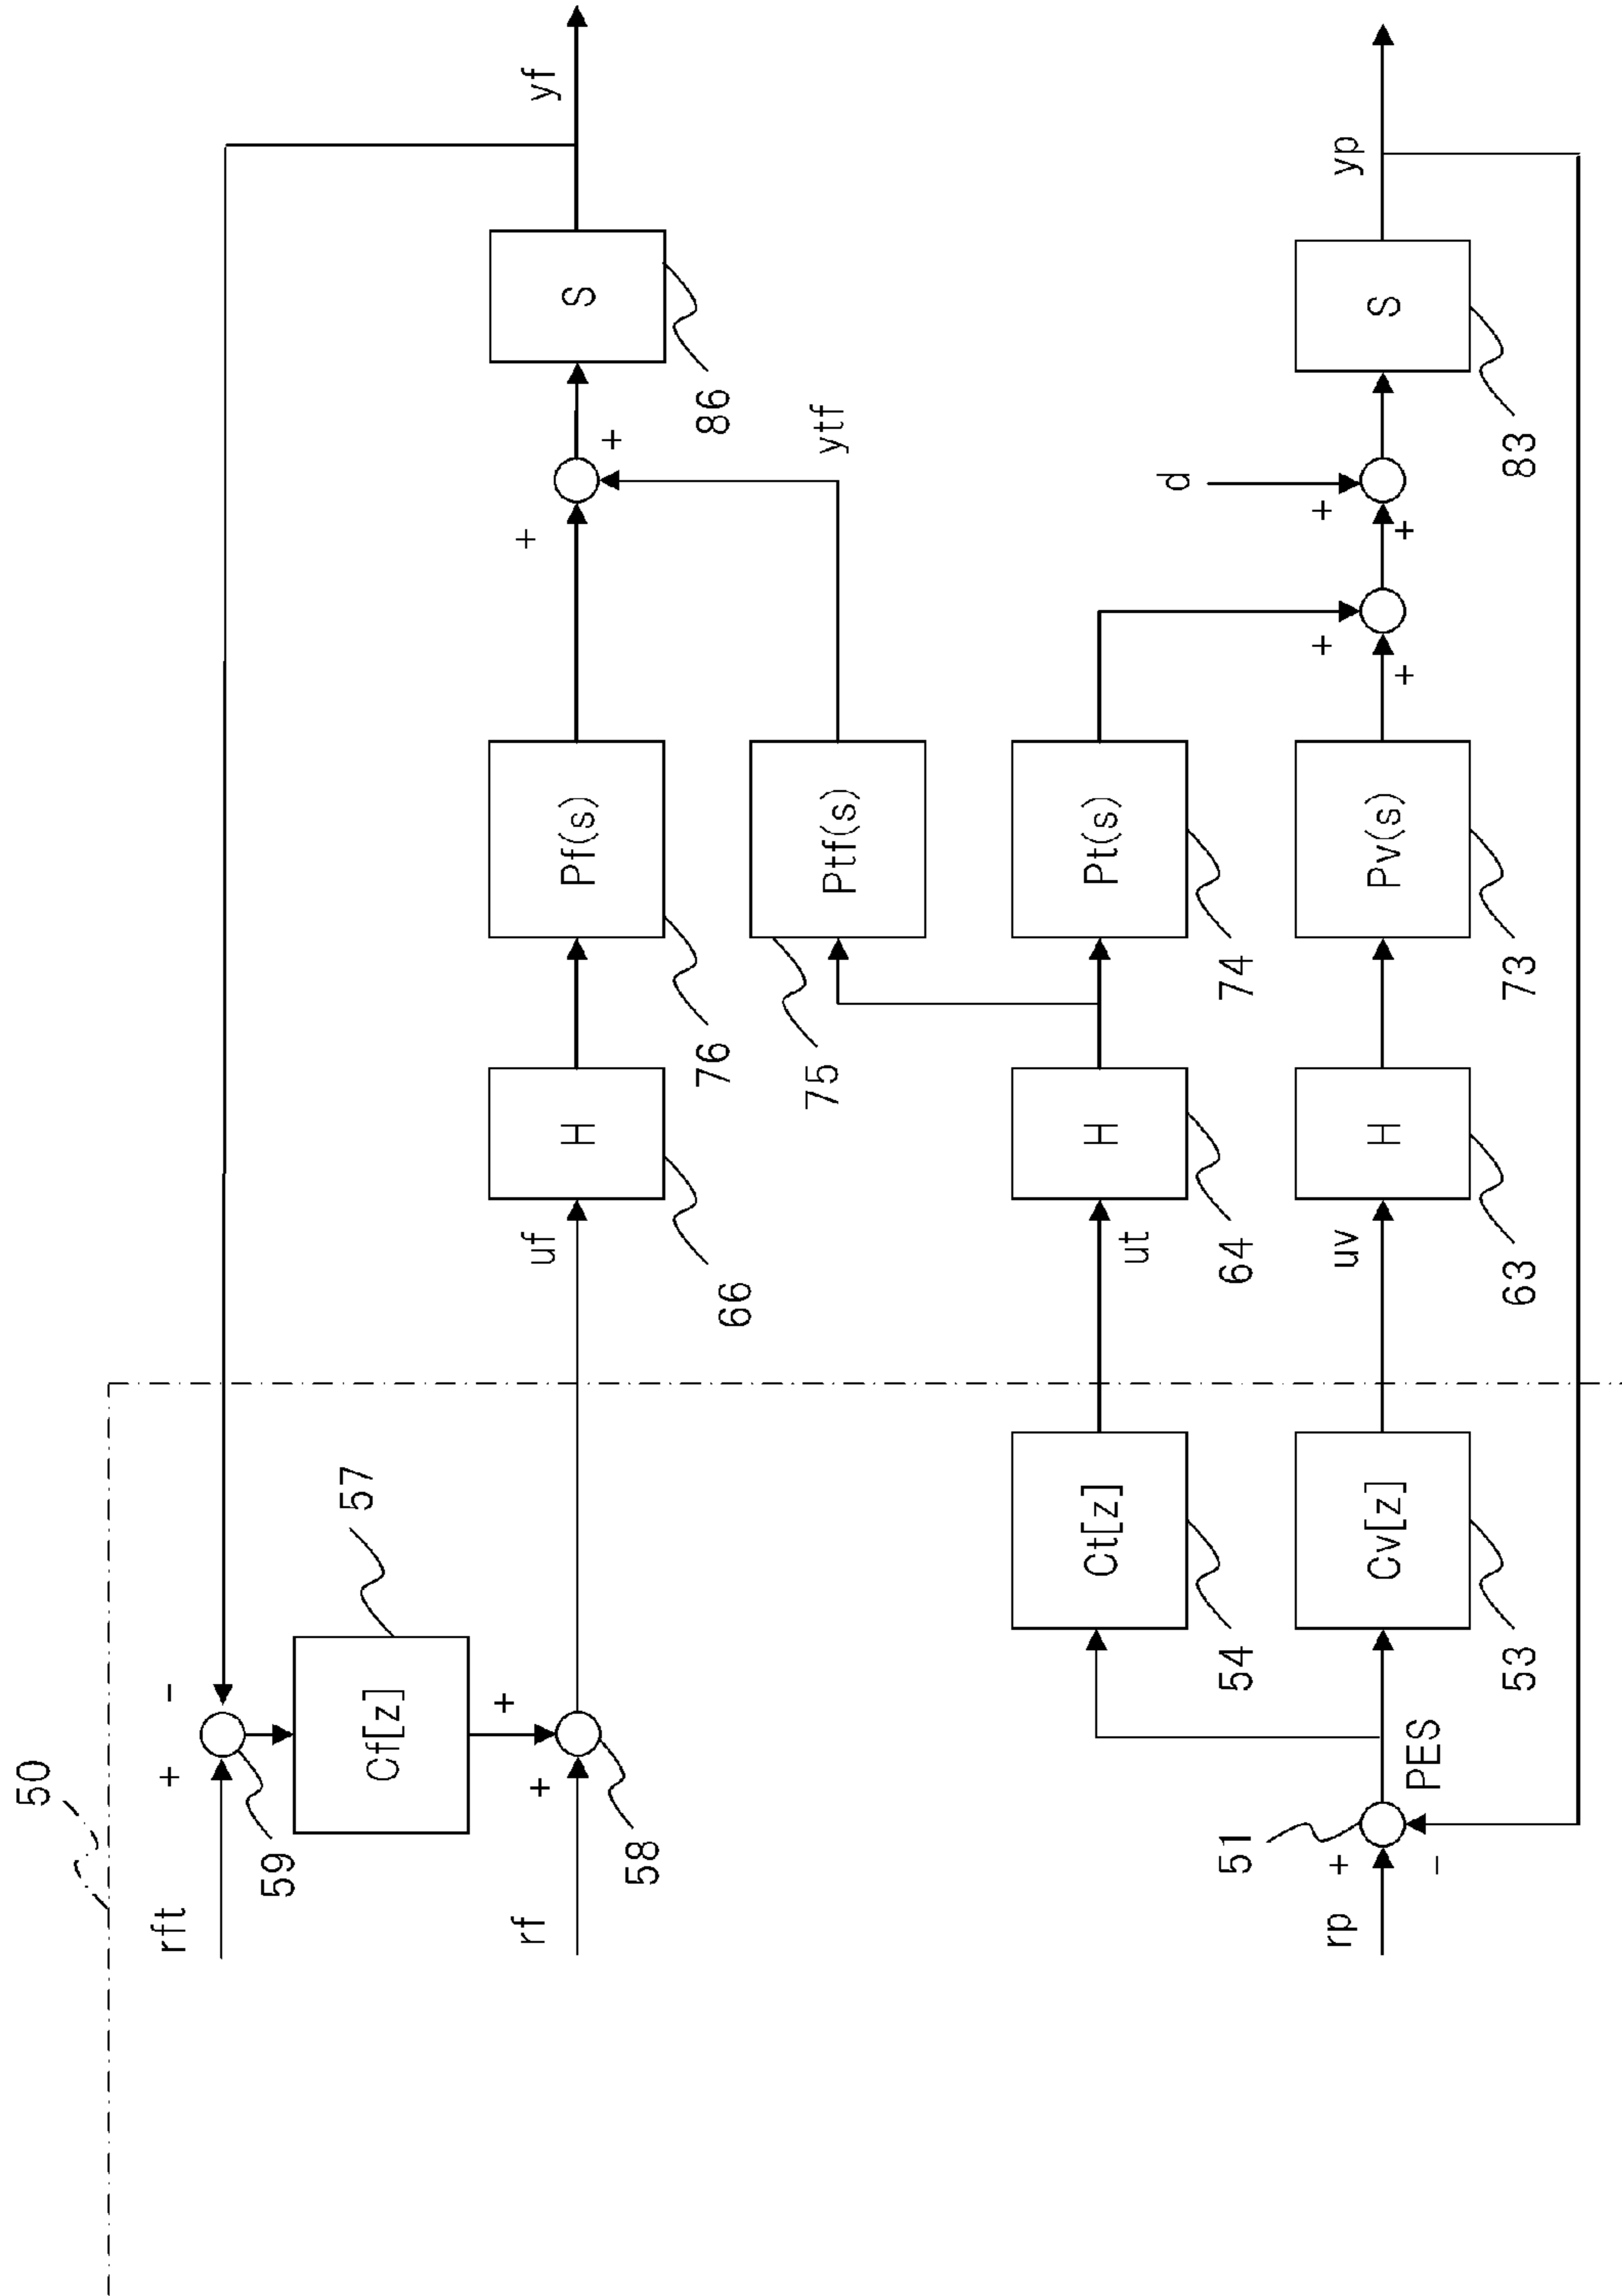 50
rft
+
-
59
Cf[z]
57
+
+
58
rf
uf
H
66
Pf(s)
76
+
+
S
86
yf
Ptf(s)
75
ytf
Ct[z]
54
ut
H
64
Pt(s)
74
+
d
+
rp
+
-
51
PES
Cv[z]
53
uv
H
63
Pv(s)
73
+
+
S
83
yp